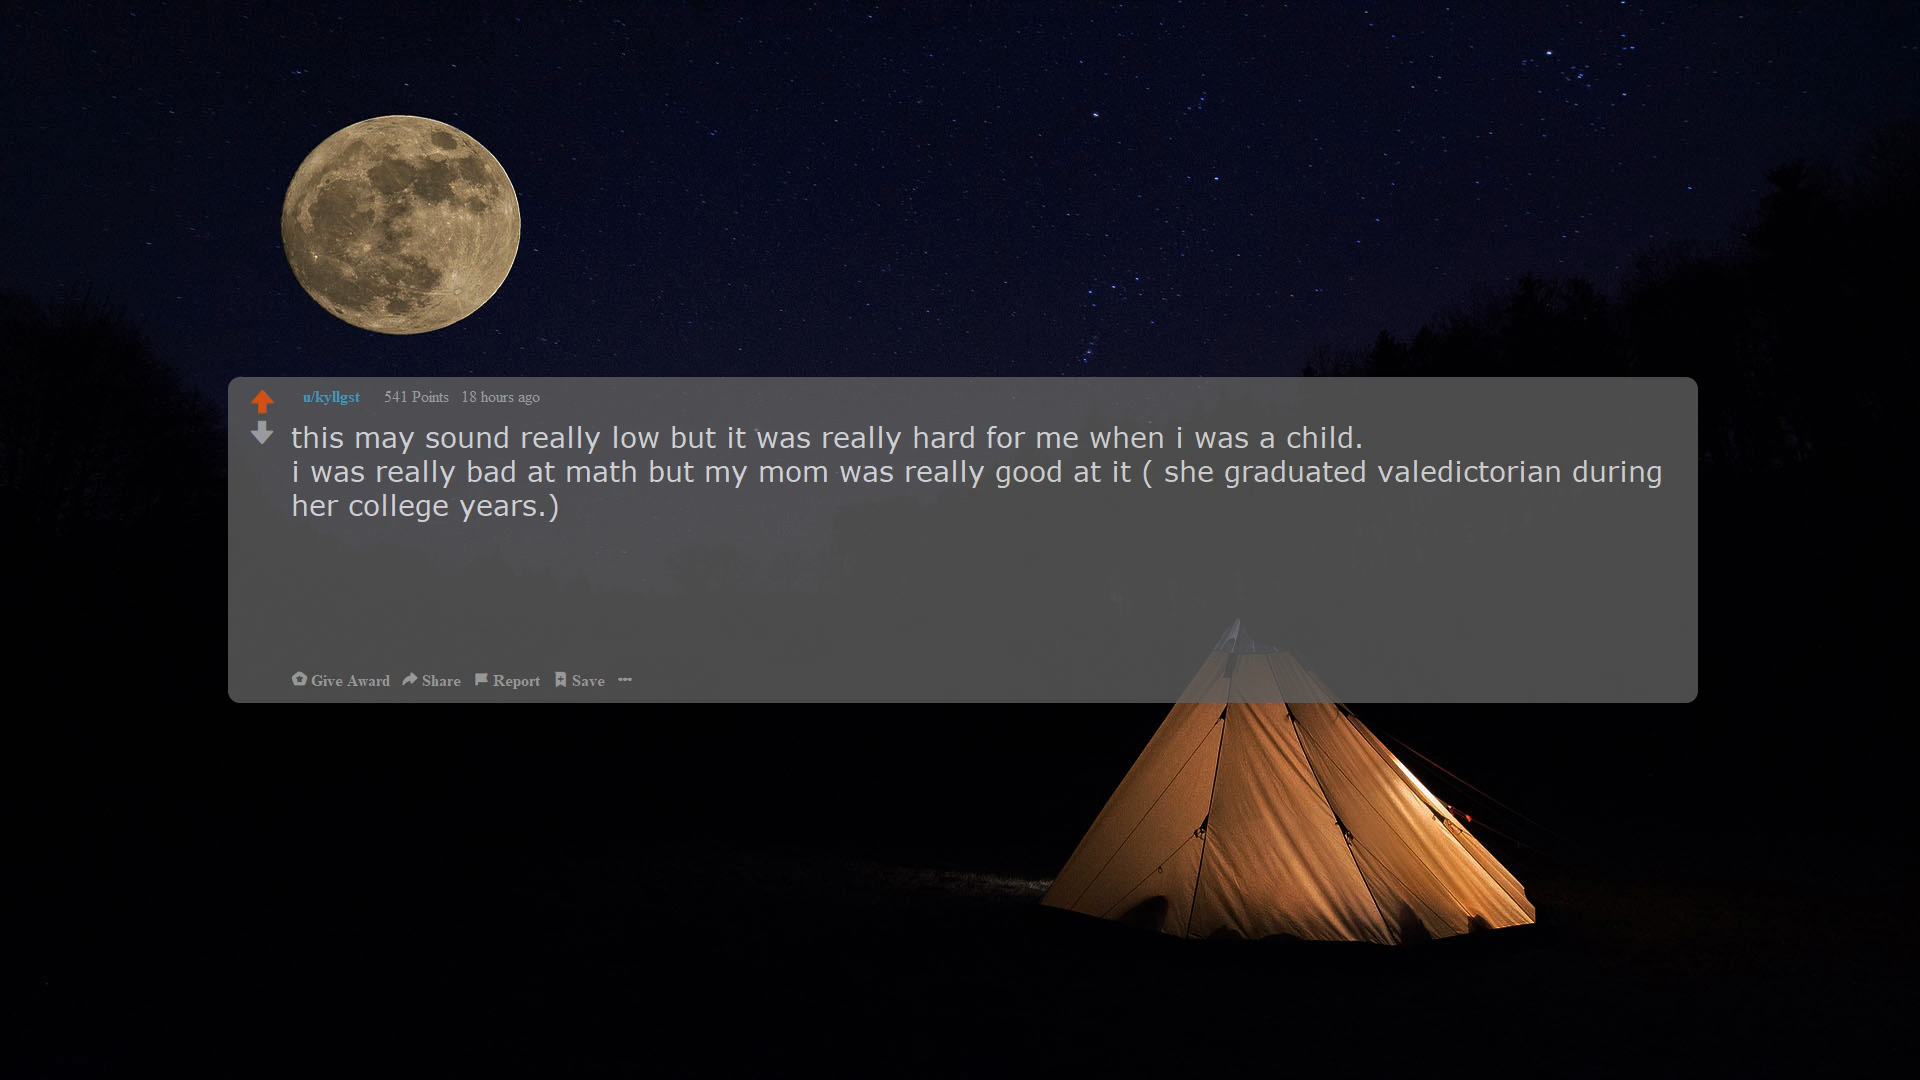 u/kyllgst 541 Points 18 hours ago
this may sound really low but it was really hard for me when i was a child.
i was really bad at math but my mom was really good at it ( she graduated valedictorian during
her college years.)
Give Award Share Report Save